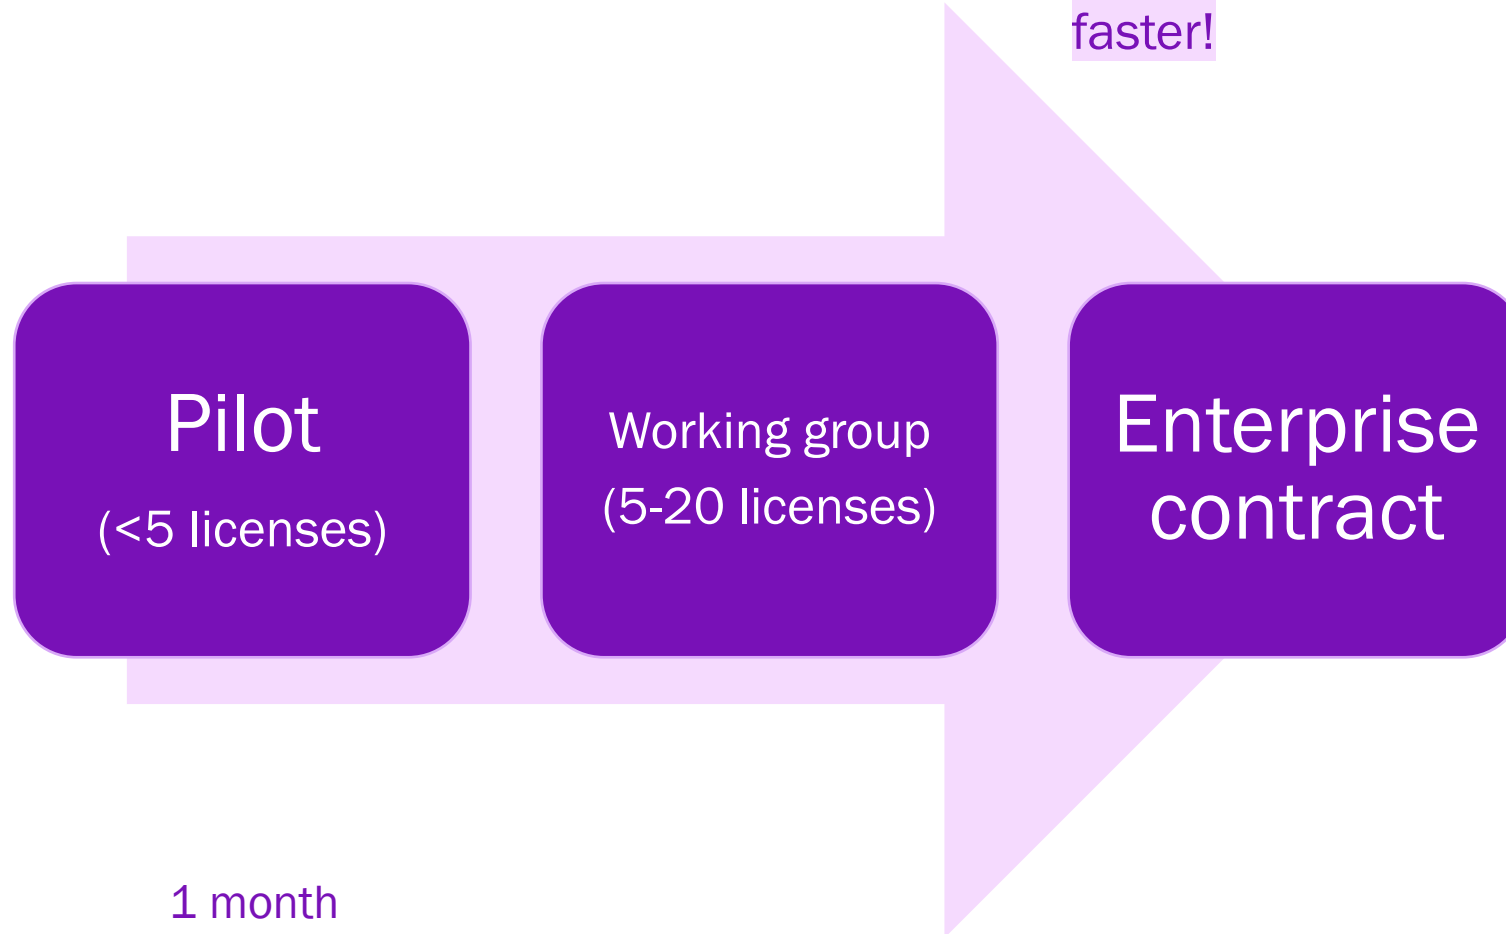 faster!
Pilot
(<5 licenses)
Working group
(5-20 licenses)
Enterprise
contract
1 month